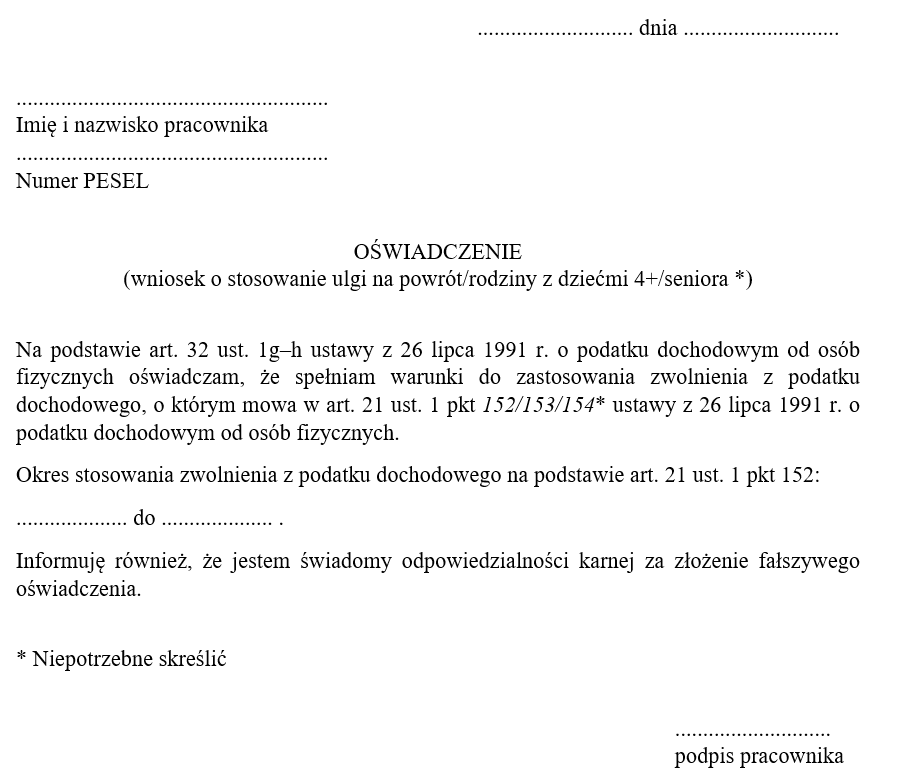 ............................ dnia ............................
........................................................
Imię i nazwisko pracownika
........................................................
Numer PESEL
OŚWIADCZENIE
(wniosek o stosowanie ulgi na powrót/rodziny z dziećmi 4+/seniora *)
Na podstawie art. 32 ust. 1g–h ustawy z 26 lipca 1991 r. o podatku dochodowym od osób
fizycznych oświadczam, że spełniam warunki do zastosowania zwolnienia z podatku
dochodowego, o którym mowa w art. 21 ust. 1 pkt 152/153/154* ustawy z 26 lipca 1991 r. o
podatku dochodowym od osób fizycznych.
Okres stosowania zwolnienia z podatku dochodowego na podstawie art. 21 ust. 1 pkt 152:
.................... do .................... .
Informuję również, że jestem świadomy odpowiedzialności karnej za złożenie fałszywego
oświadczenia.
* Niepotrzebne skreślić
............................
podpis pracownika